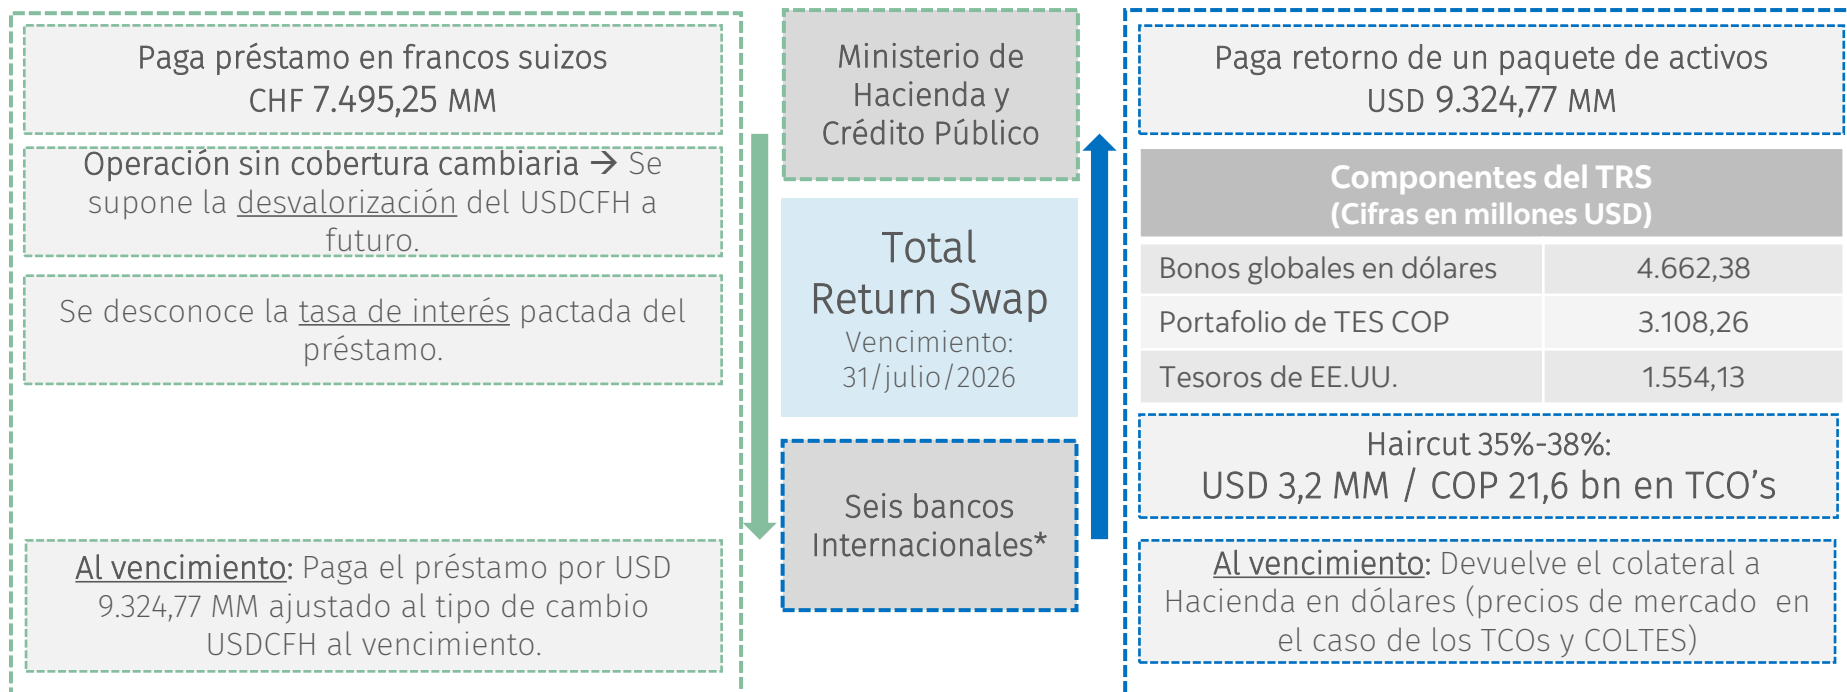 Paga préstamo en francos suizos
CHF 7.495,25 MM
Operación sin cobertura cambiaria → Se
supone la desvalorización del USDCFH a
futuro.
Se desconoce la tasa de interés pactada del
préstamo.
Al vencimiento: Paga el préstamo por USD
9.324,77 MM ajustado al tipo de cambio
USDCFH al vencimiento.
Ministerio de
Hacienda y
Crédito Público
Total
Return Swap
Vencimiento:
31/julio/2026
Seis bancos
Internacionales*
Paga retorno de un paquete de activos
USD 9.324,77 MM
Componentes del TRS
(Cifras en millones USD)
Bonos globales en dólares 4.662,38
Portafolio de TES COP 3.108,26
Tesoros de EE.UU. 1.554,13
Haircut 35%-38%:
USD 3,2 MM / COP 21,6 bn en TCO’s
Al vencimiento: Devuelve el colateral a
Hacienda en dólares (precios de mercado en
el caso de los TCOs y COLTES)